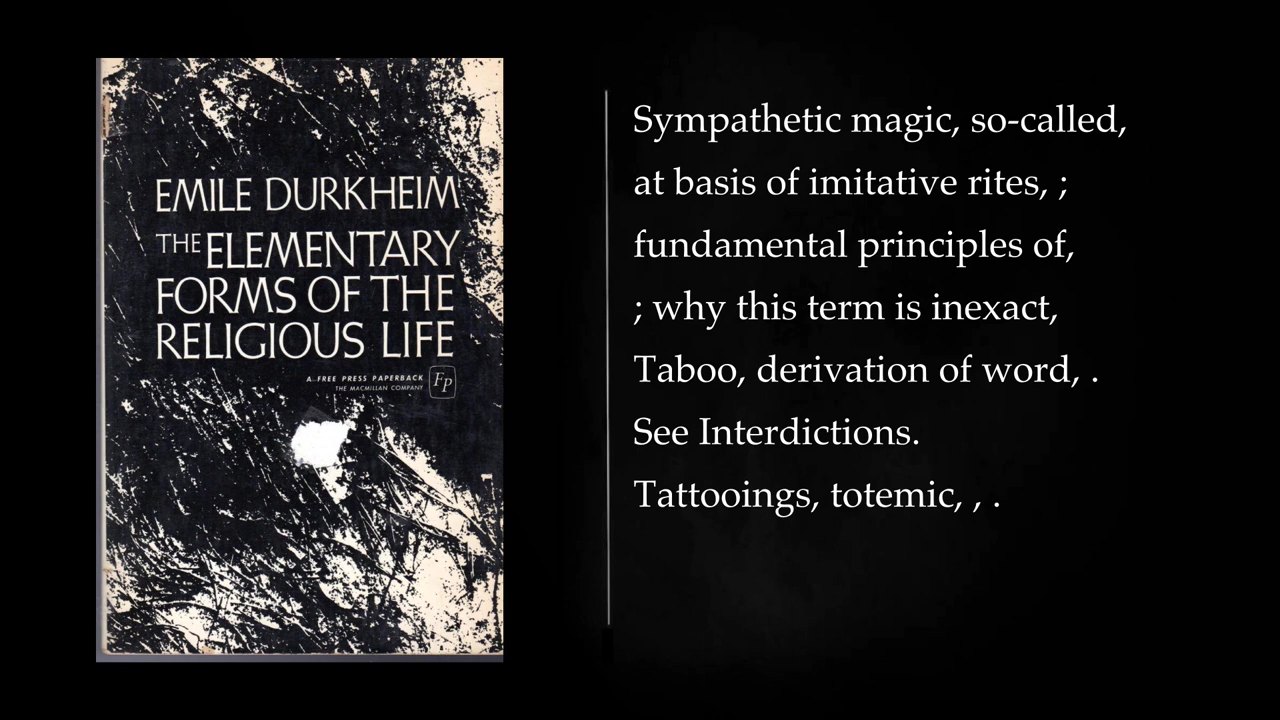 EMILE DURKHEIM
THE ELEMENTARY
FORMS OF THE
RELIGIOUS LIFE
A FREE PRESS PAPERBACK
THE MACMILLAN COMPANY
Fp
Sympathetic magic, so-called,
at basis of imitative rites, ;
fundamental principles of,
; why this term is inexact,
Taboo, derivation of word, .
See Interdictions.
Tattooings, totemic, , .